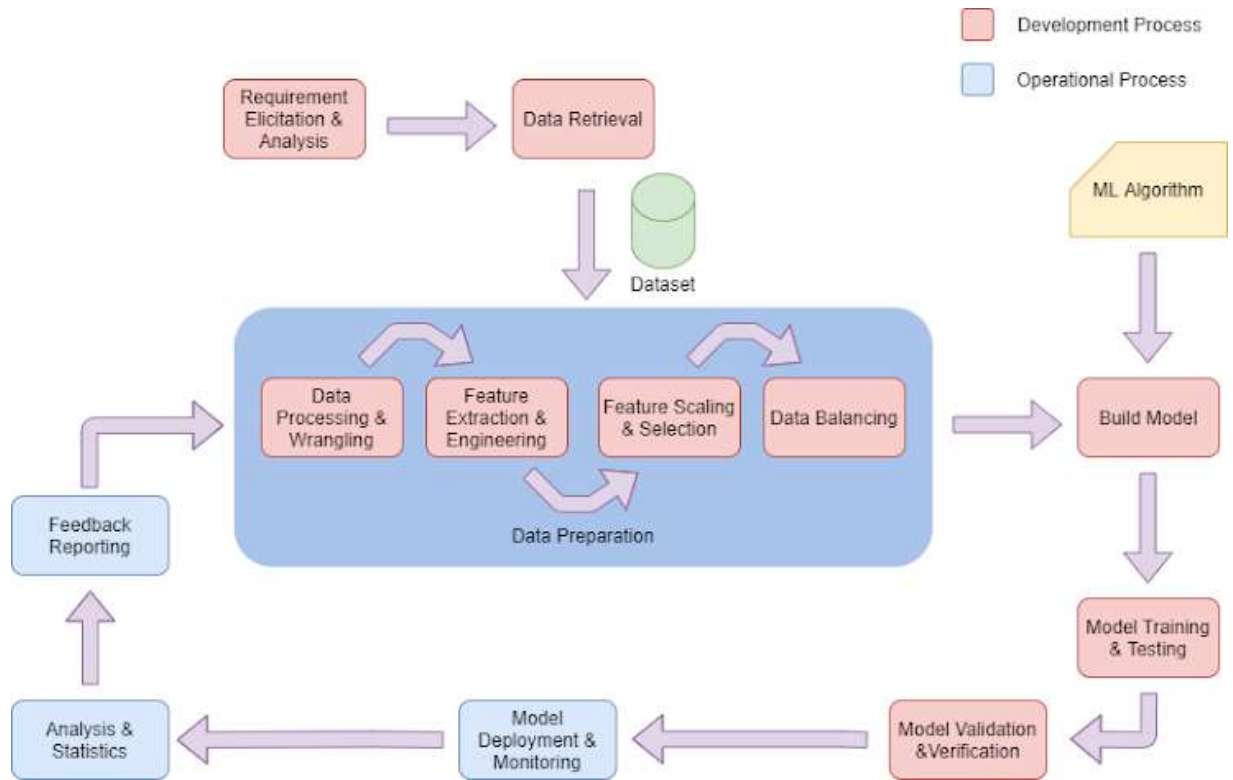 Development Process
Operational Process
Requirement
Elicitation &
Analysis
Data Retrieval
ML Algorithm
Dataset
Data
Processing &
Wrangling
Feature
Extraction &
Engineering
Feature Scaling
& Selection
Data Balancing
Build Model
Data Preparation
Feedback
Reporting
Model Training
& Testing
Model Validation
&Verification
Model
Deployment &
Monitoring
Analysis &
Statistics